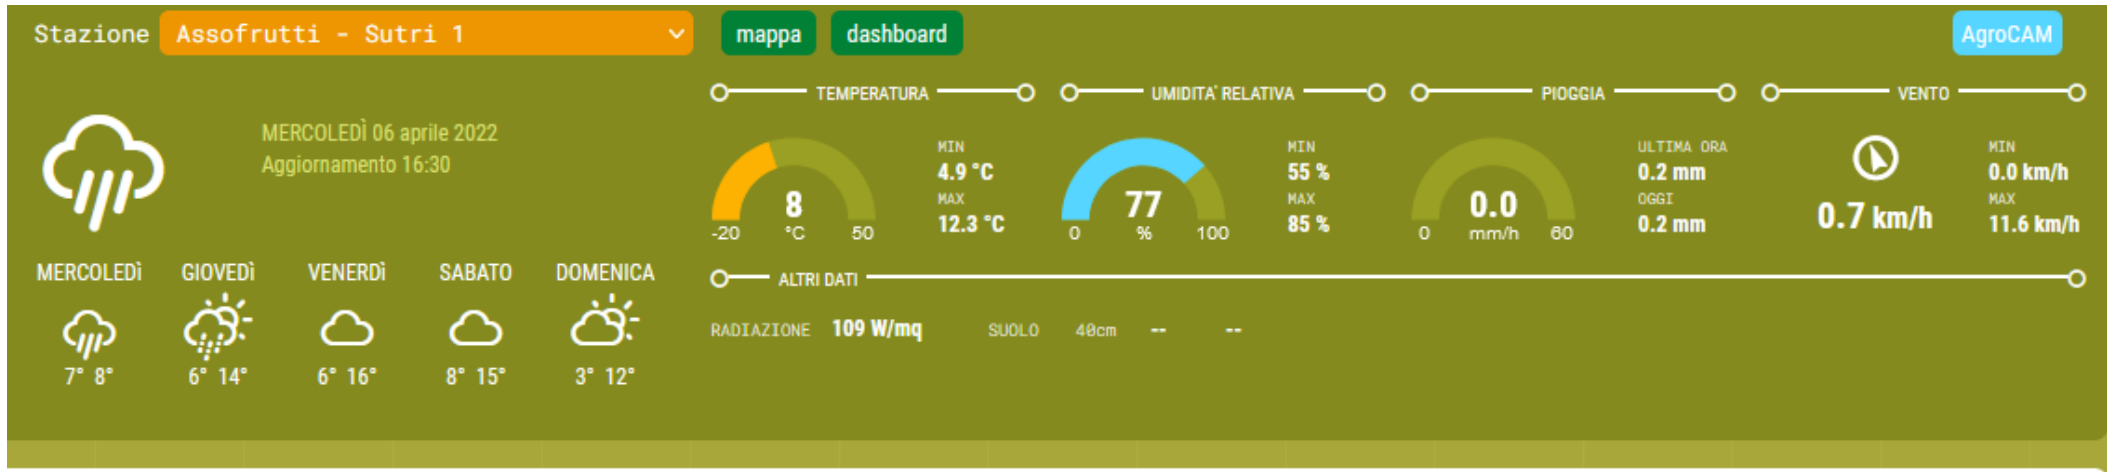 Stazione Assofrutti - Sutri 1 mappa dashboard AgroCAM
MERCOLEDÌ 06 aprile 2022
Aggiornamento 16:30
MERCOLEDÌ GIOVEDÌ VENERDÌ SABATO DOMENICA
7° 8° 6° 14° 6° 16° 8° 15° 3° 12°
TEMPERATURA
8
°C
-20 50
MIN
4.9 °C
MAX
12.3 °C
UMIDITA' RELATIVA
77
%
0 100
MIN
55 %
MAX
85 %
PIOGGIA
0.0
mm/h
0 60
ULTIMA ORA
0.2 mm
OGGI
0.2 mm
VENTO
0.7 km/h
MIN
0.0 km/h
MAX
11.6 km/h
ALTRI DATI
RADIAZIONE 109 W/mq SUOLO 40cm -- --